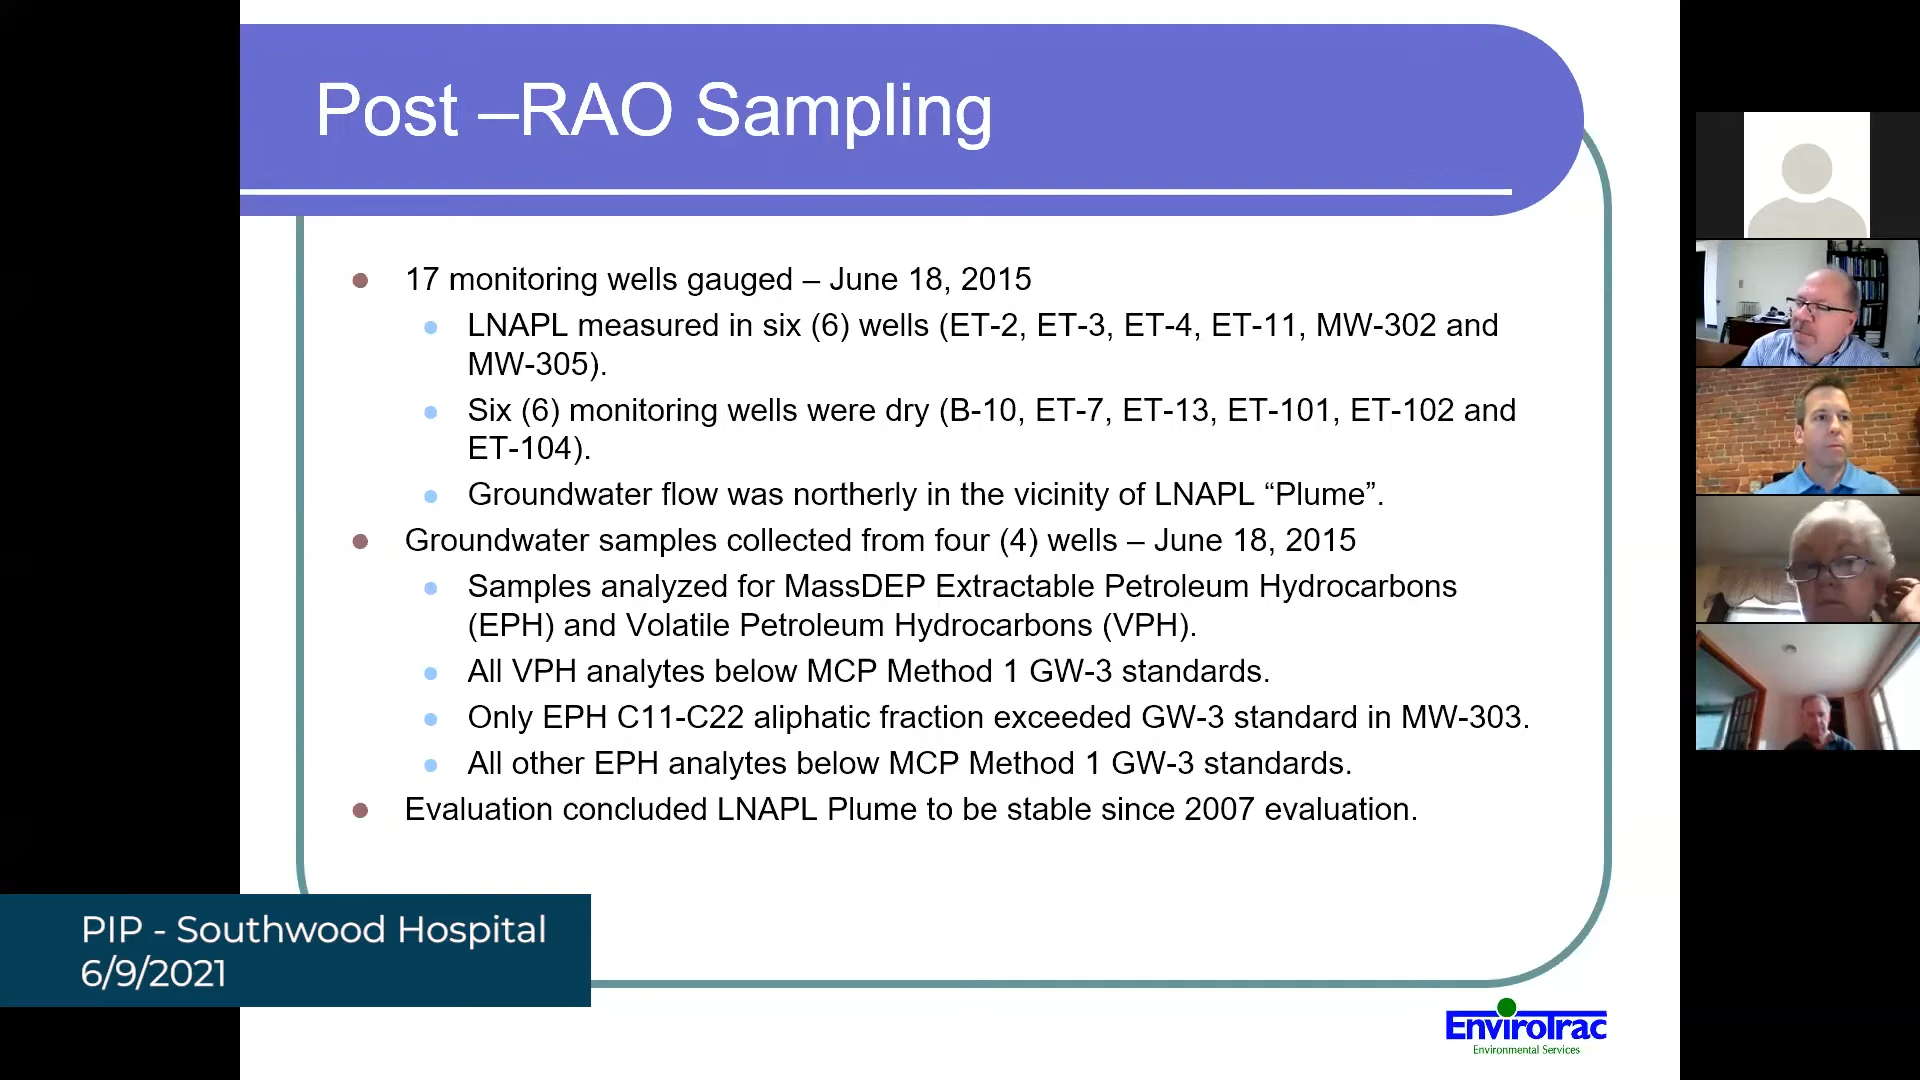 Post –RAO Sampling
17 monitoring wells gauged – June 18, 2015
LNAPL measured in six (6) wells (ET-2, ET-3, ET-4, ET-11, MW-302 and
MW-305).
Six (6) monitoring wells were dry (B-10, ET-7, ET-13, ET-101, ET-102 and
ET-104).
Groundwater flow was northerly in the vicinity of LNAPL “Plume”.
Groundwater samples collected from four (4) wells – June 18, 2015
Samples analyzed for MassDEP Extractable Petroleum Hydrocarbons
(EPH) and Volatile Petroleum Hydrocarbons (VPH).
All VPH analytes below MCP Method 1 GW-3 standards.
Only EPH C11-C22 aliphatic fraction exceeded GW-3 standard in MW-303.
All other EPH analytes below MCP Method 1 GW-3 standards.
Evaluation concluded LNAPL Plume to be stable since 2007 evaluation.
PIP - Southwood Hospital
6/9/2021
EnviroTrac
Environmental Services